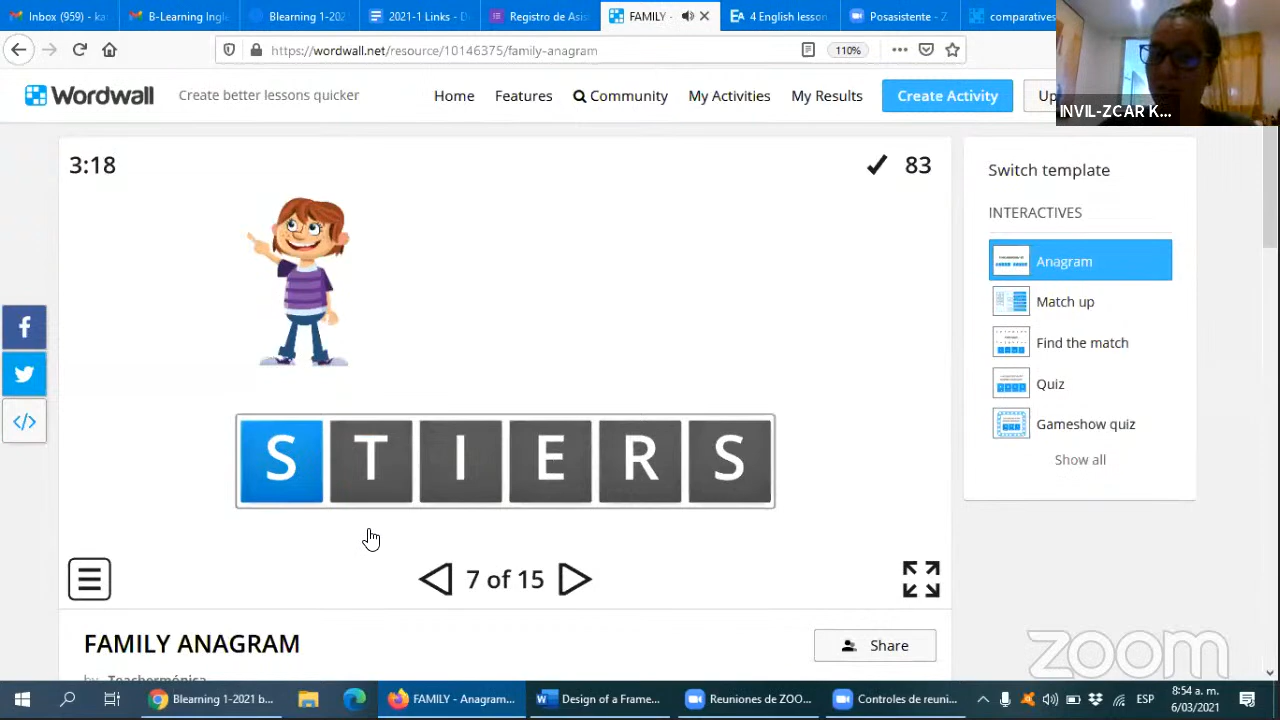 Inbox (959) - ka
B-Learning Ingl
Blearning 1-202
2021-1 Links - D
Registro de Asi
FAMILY -
4 English lesson
Posasistente - Z
comparatives
https://wordwall.net/resource/10146375/family-anagram
110%
Wordwall
Create better lessons quicker
Home
Features
Community
My Activities
My Results
Create Activity
Up
INVIL-ZCAR K...
3:18
83
Switch template
INTERACTIVES
Anagram
Match up
Find the match
Quiz
Gameshow quiz
Show all
S T I E R S
7 of 15
FAMILY ANAGRAM
Share
by Teachermónica
zoom
Blearning 1-2021 b...
FAMILY - Anagram...
Design of a Frame...
Reuniones de ZOO...
Controles de reuni...
ESP
8:54 a. m.
6/03/2021